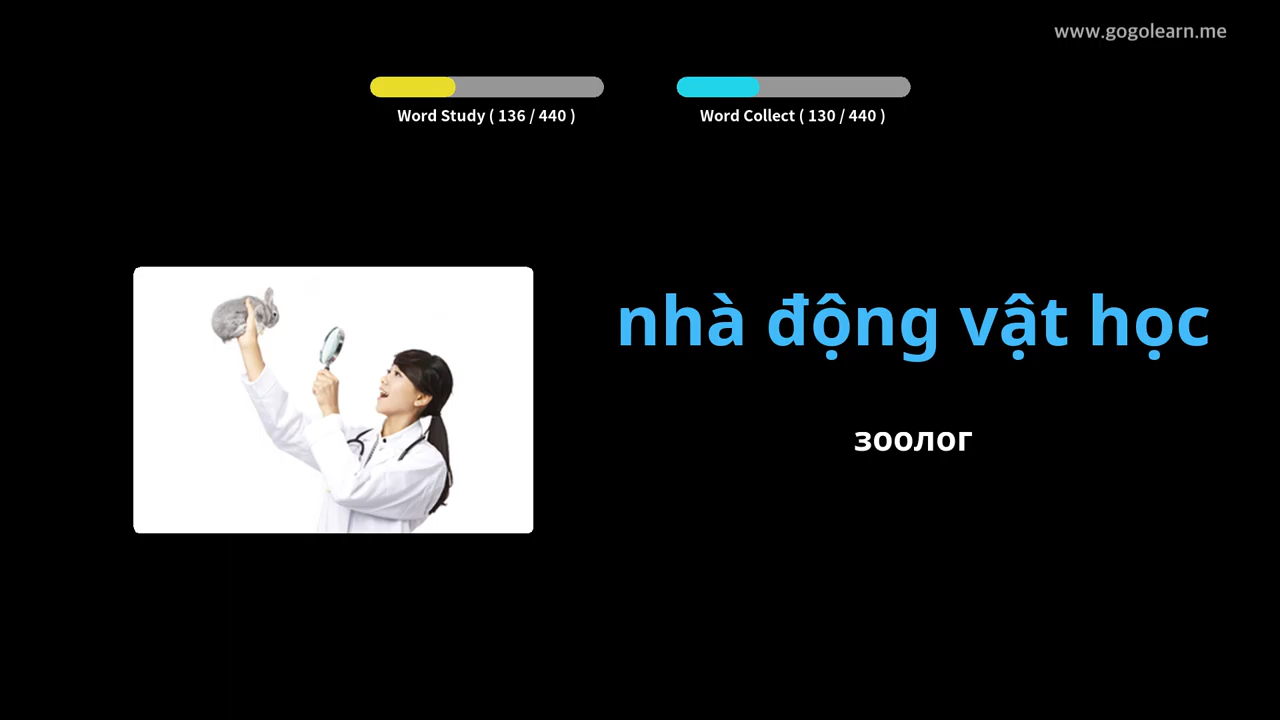 www.gogolearn.me
Word Study ( 136 / 440 )
Word Collect ( 130 / 440 )
nhà động vật học
зоолог